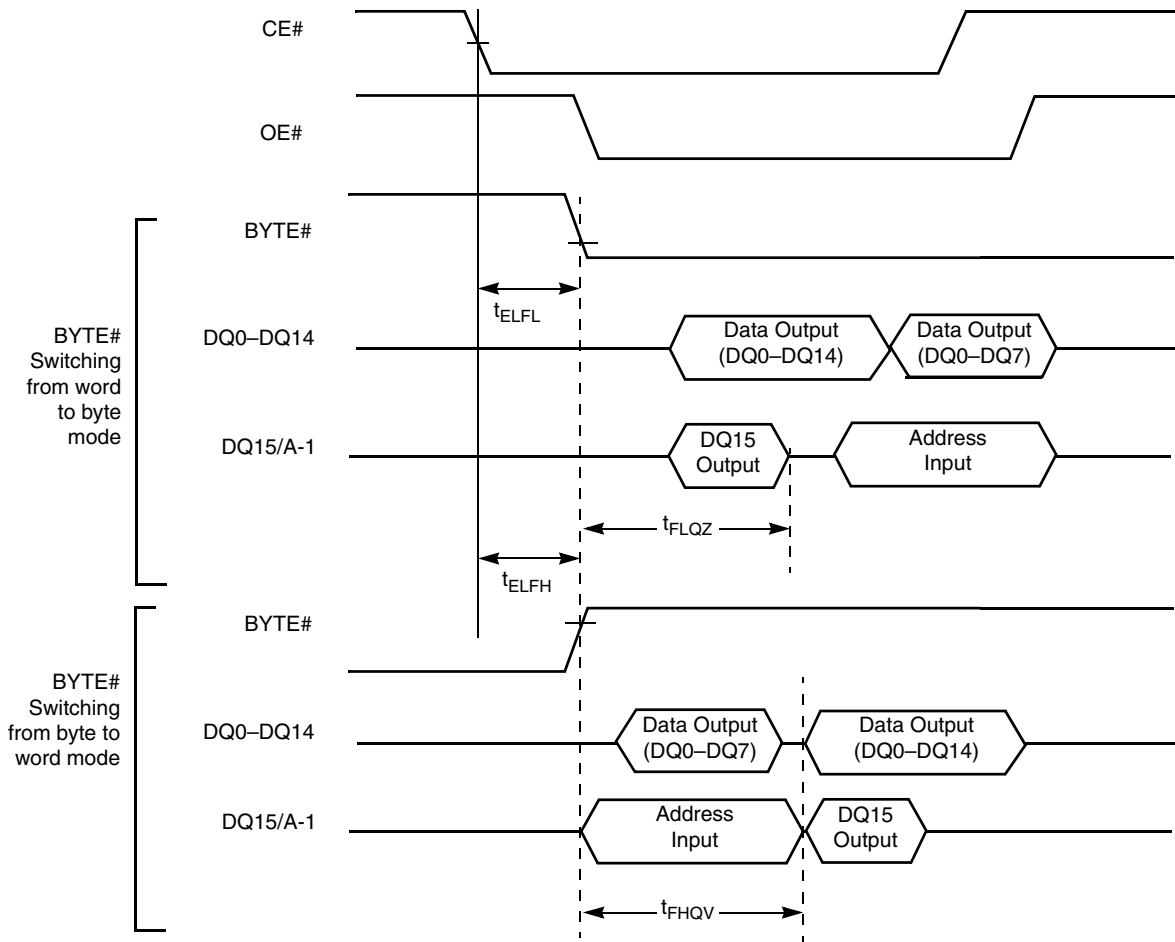 CE#
OE#
BYTE#
tELFL
BYTE#
Switching
from word
to byte
mode
DQ0–DQ14
Data Output
(DQ0–DQ14)
Data Output
(DQ0–DQ7)
DQ15/A-1
DQ15
Output
Address
Input
tFLQZ
tELFH
BYTE#
BYTE#
Switching
from byte to
word mode
DQ0–DQ14
Data Output
(DQ0–DQ7)
Data Output
(DQ0–DQ14)
DQ15/A-1
Address
Input
DQ15
Output
tFHQV